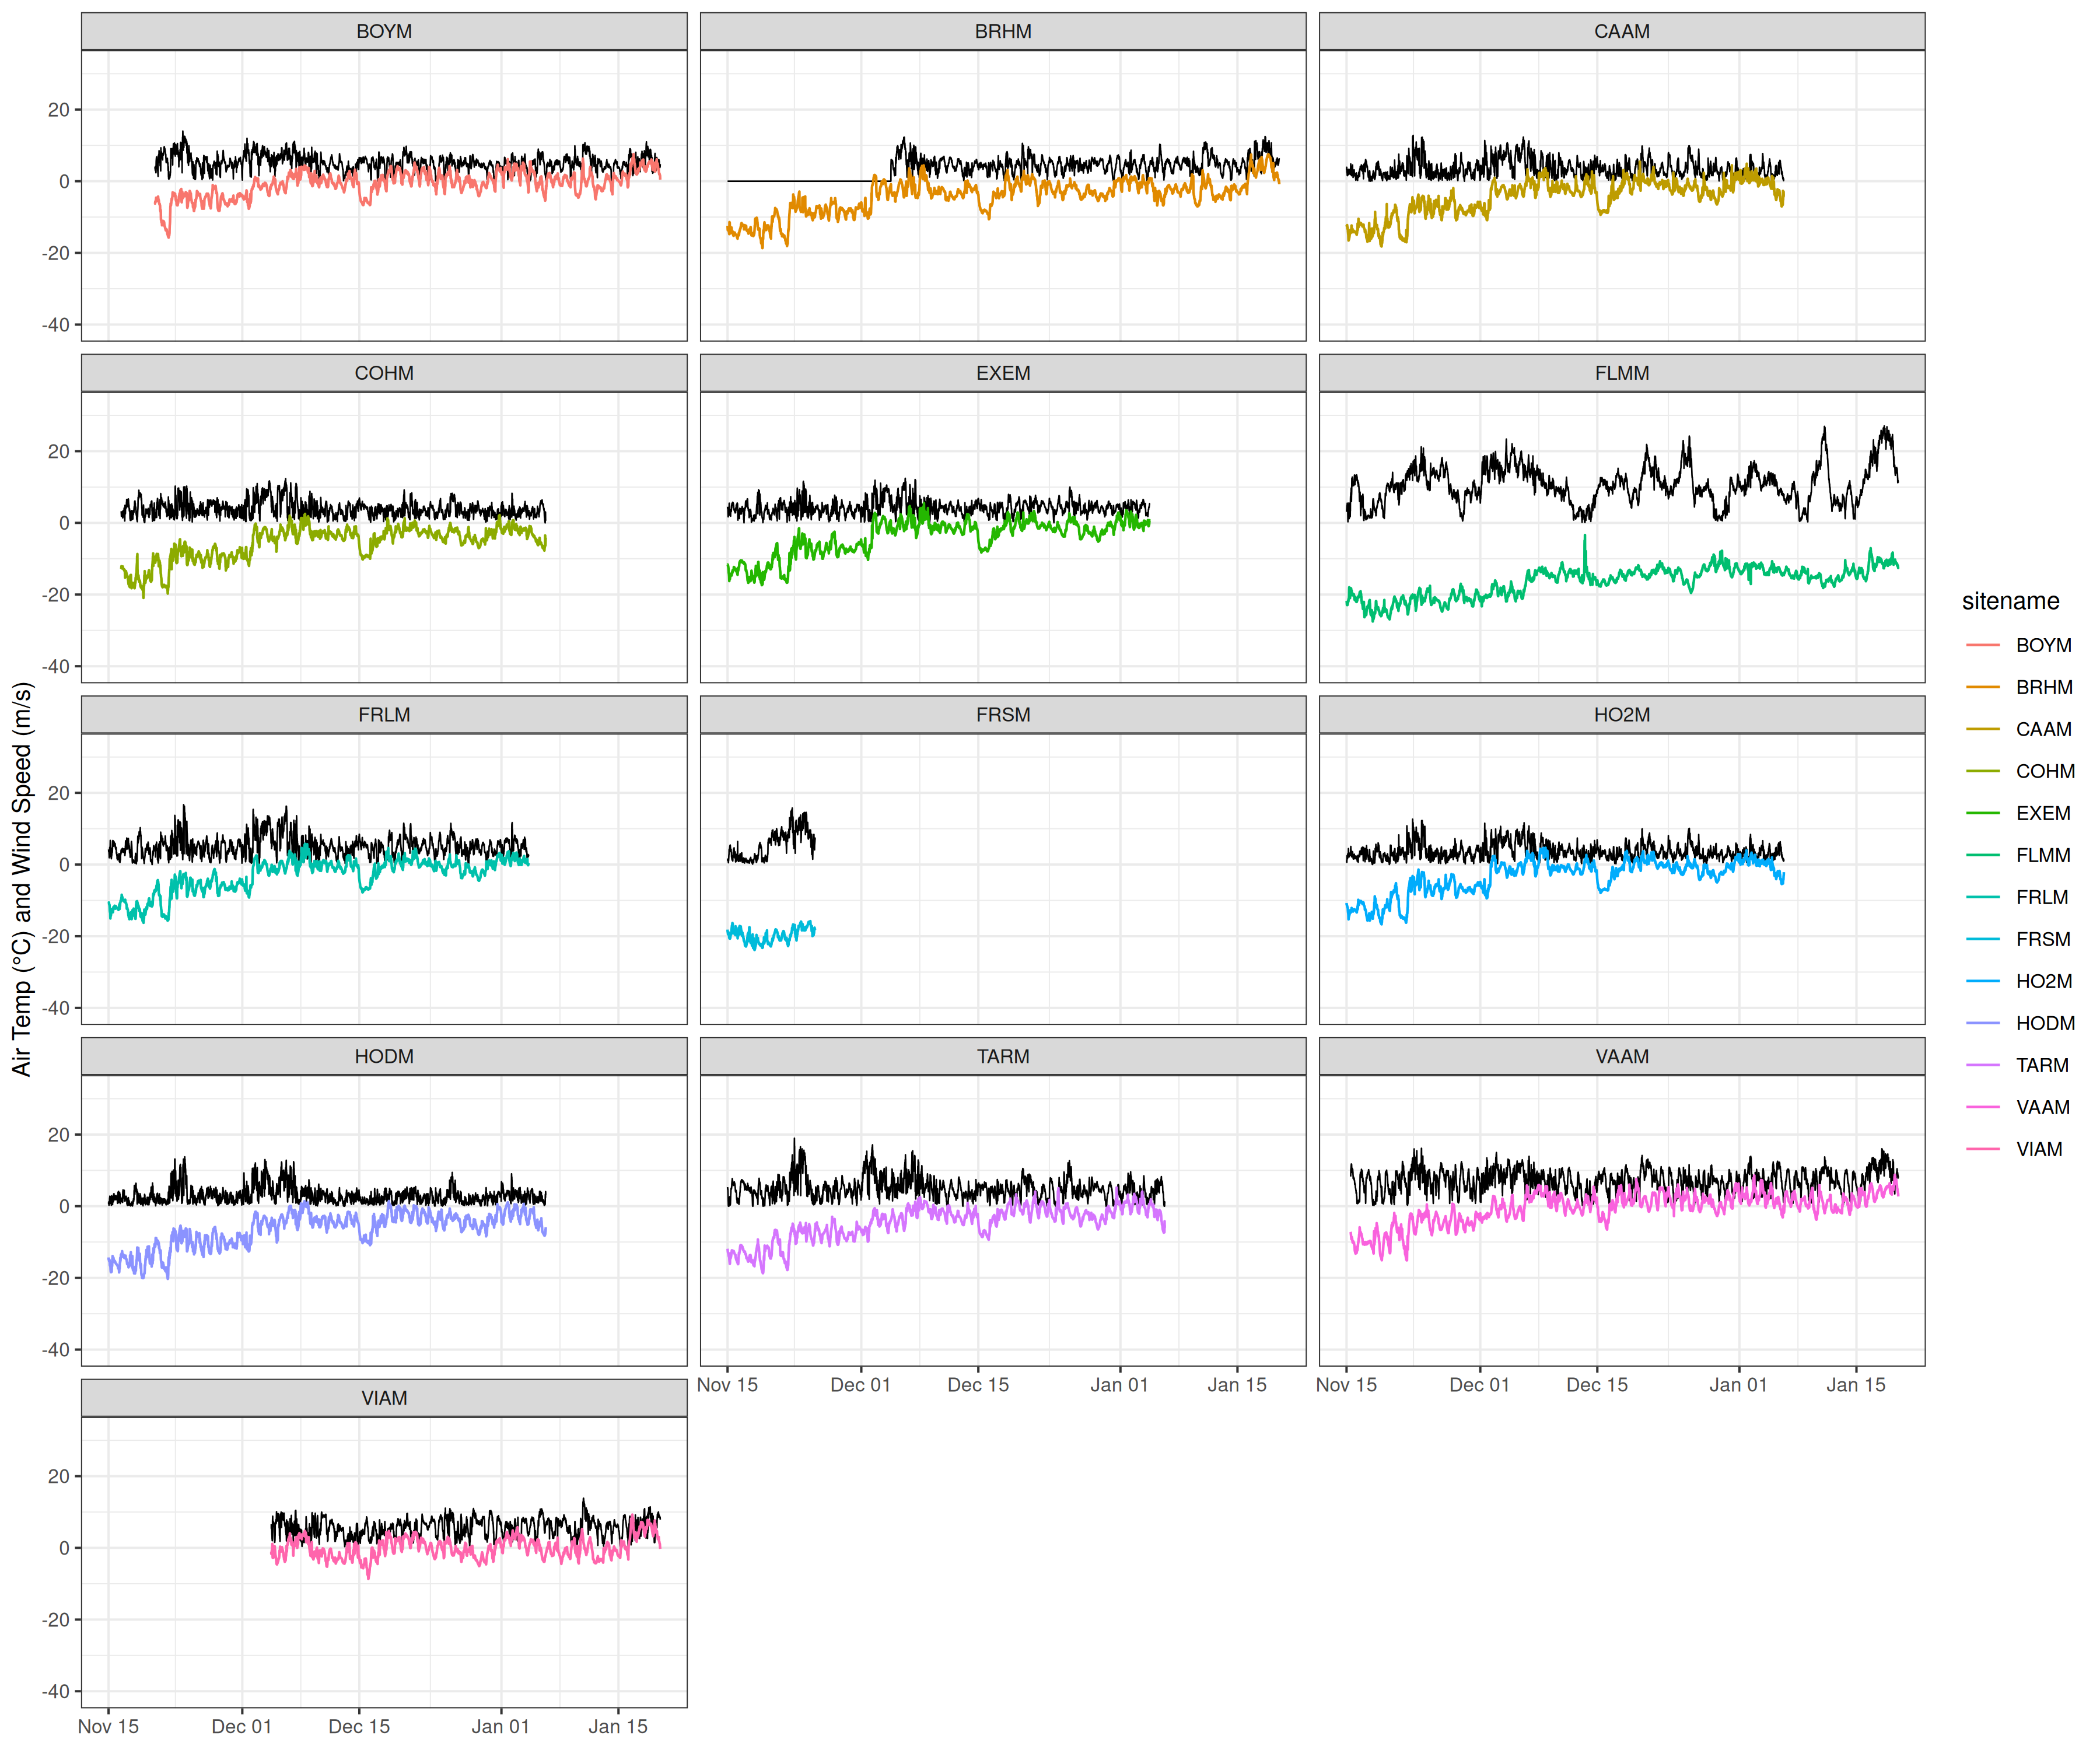 BOYM
BRHM
CAAM
20
0
-20
-40
COHM
EXEM
FLMM
20
0
-20
-40
FRLM
FRSM
HO2M
20
0
-20
-40
HODM
TARM
VAAM
20
0
-20
-40
Nov 15
Dec 01
Dec 15
Jan 01
Jan 15
Nov 15
Dec 01
Dec 15
Jan 01
Jan 15
VIAM
20
0
-20
-40
Nov 15
Dec 01
Dec 15
Jan 01
Jan 15
Air Temp (°C) and Wind Speed (m/s)
sitename
BOYM
BRHM
CAAM
COHM
EXEM
FLMM
FRLM
FRSM
HO2M
HODM
TARM
VAAM
VIAM